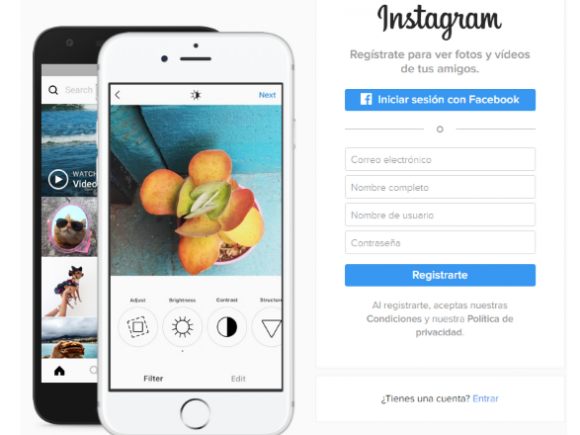 Search
WATCH
Video
Next
Adjust
Brightness
Contrast
Structure
Filter
Edit
Instagram
Regístrate para ver fotos y vídeos
de tus amigos.
Iniciar sesión con Facebook
o
Correo electrónico
Nombre completo
Nombre de usuario
Contraseña
Registrarte
Al registrarte, aceptas nuestras
Condiciones y nuestra Política de
privacidad.
¿Tienes una cuenta? Entrar